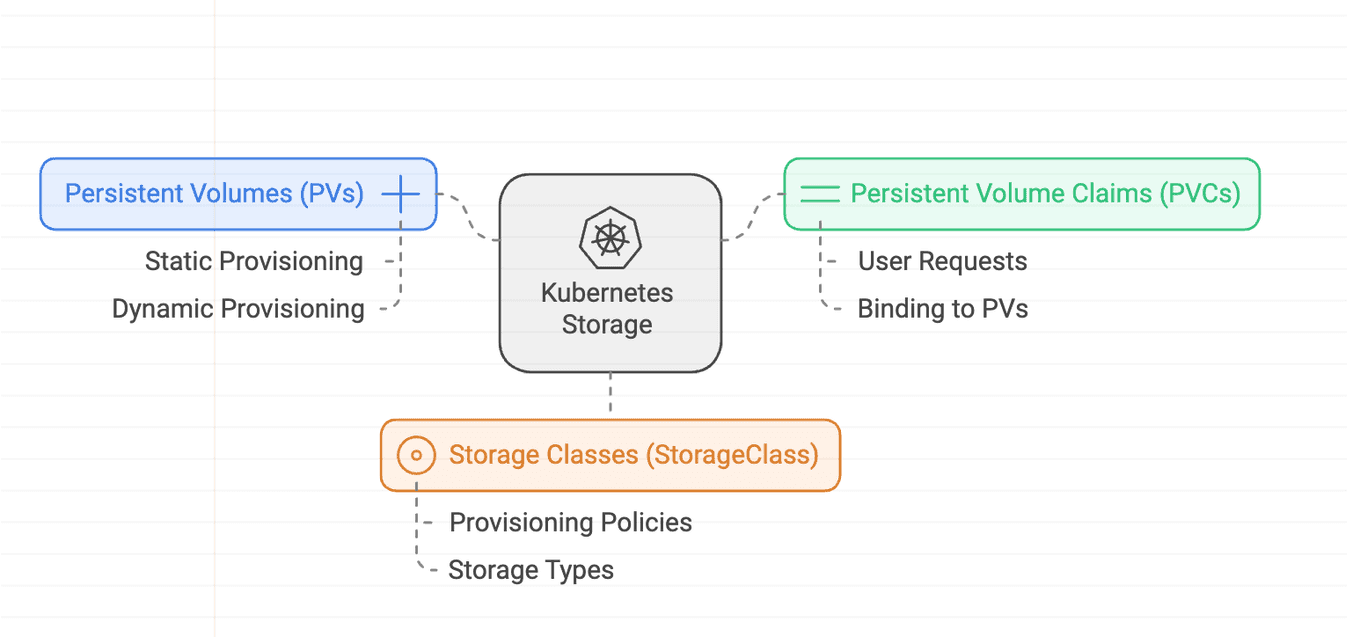 Persistent Volumes (PVs)
Static Provisioning
Dynamic Provisioning
Kubernetes
Storage
Persistent Volume Claims (PVCs)
User Requests
Binding to PVs
Storage Classes (StorageClass)
Provisioning Policies
Storage Types